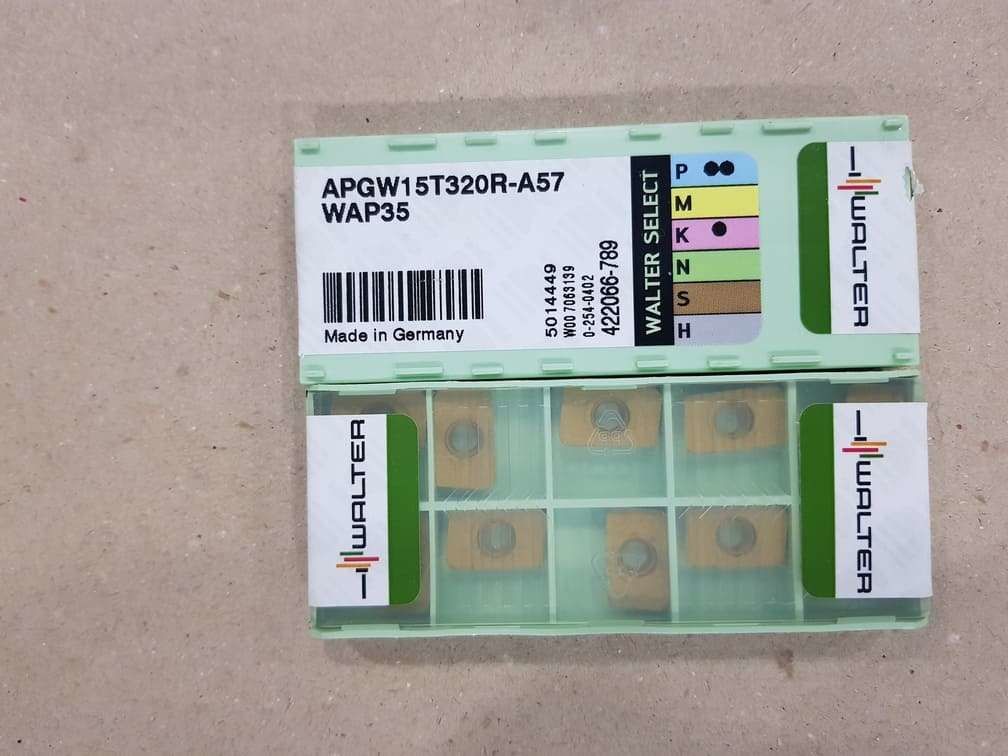 APGW15T320R-A57
WAP35
Made in Germany
5014449
W00 7063139
0-254-0402
422066-789
WALTER SELECT
P
M
K
N
S
H
WALTER
WALTER
WALTER